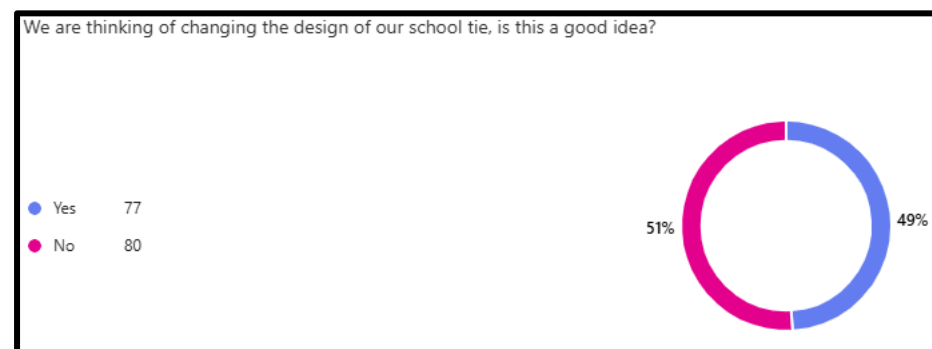 We are thinking of changing the design of our school tie, is this a good idea?
Yes 77
No 80
51%
49%